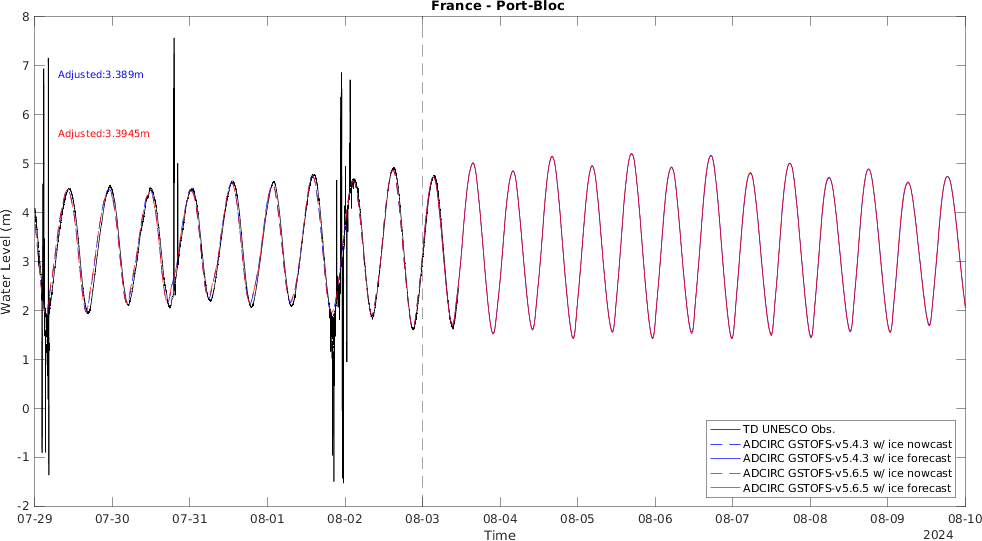 France - Port-Bloc
8
7
6
5
4
3
2
1
0
-1
-2
Water Level (m)
Adjusted:3.389m
Adjusted:3.3945m
TD UNESCO Obs.
ADCIRC GSTOFS-v5.4.3 w/ ice nowcast
ADCIRC GSTOFS-v5.4.3 w/ ice forecast
ADCIRC GSTOFS-v5.6.5 w/ ice nowcast
ADCIRC GSTOFS-v5.6.5 w/ ice forecast
07-29 07-30 07-31 08-01 08-02 08-03 08-04 08-05 08-06 08-07 08-08 08-09 08-10
Time
2024